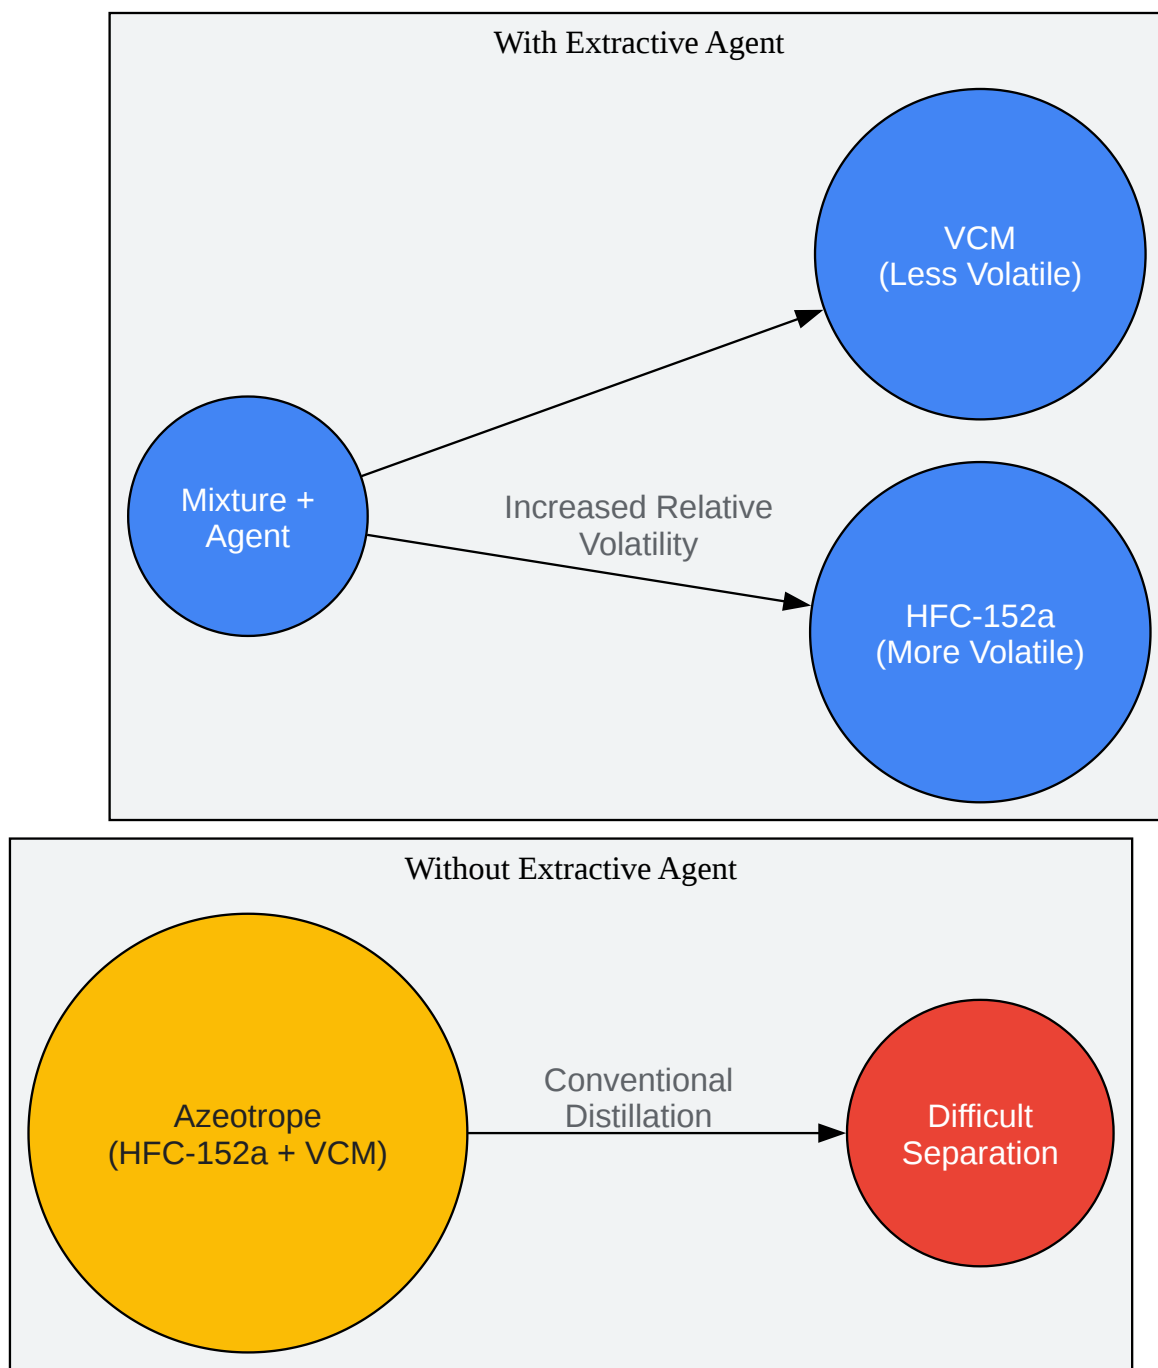 With Extractive Agent
VCM
(Less Volatile)
Mixture +
Agent
Increased Relative
Volatility
HFC-152a
(More Volatile)
Without Extractive Agent
Azeotrope
(HFC-152a + VCM)
Conventional
Distillation
Difficult
Separation